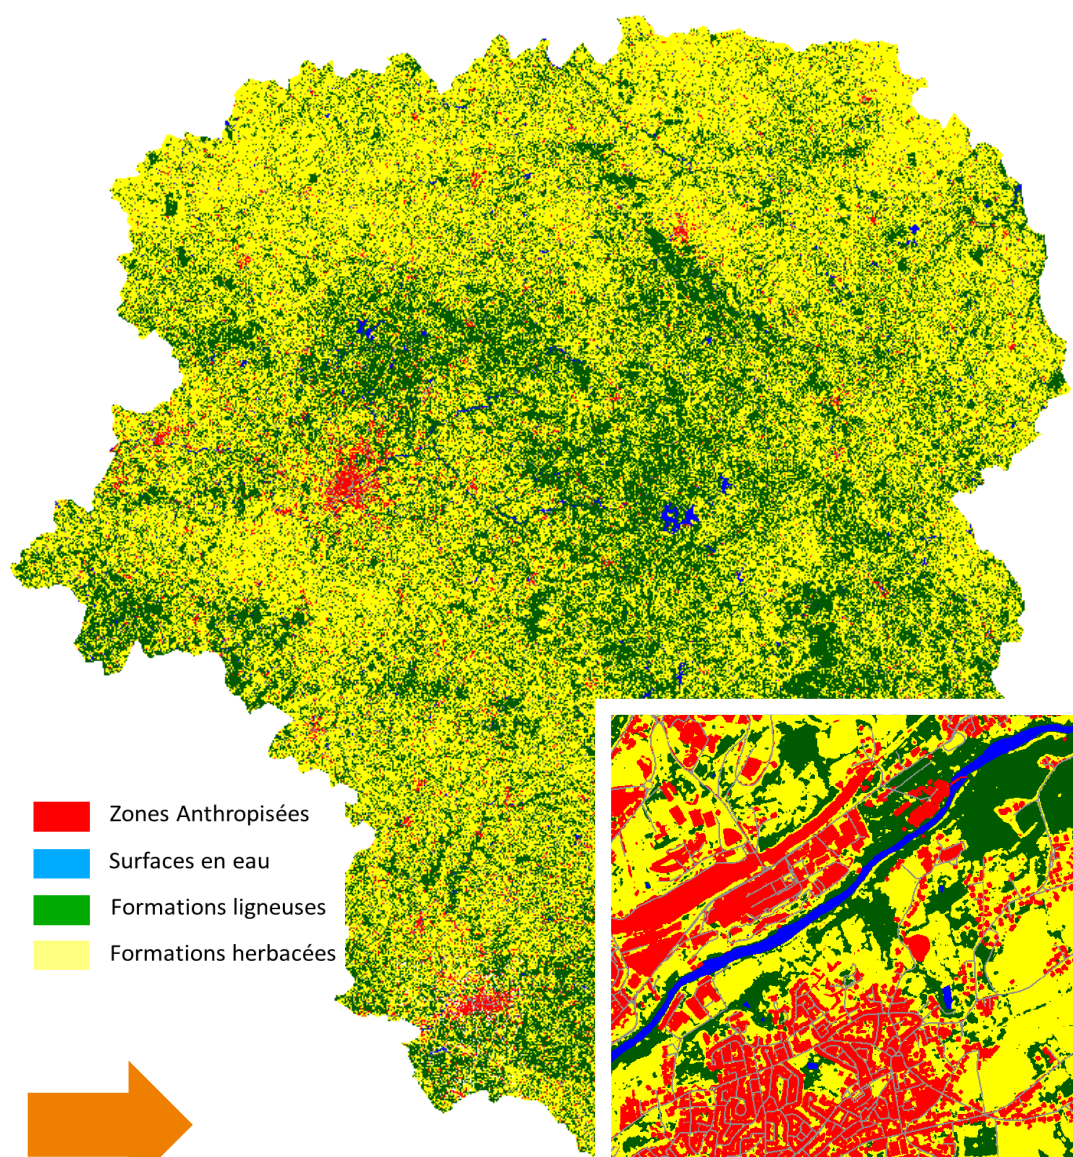 Zones Anthropisées
Surfaces en eau
Formations ligneuses
Formations herbacées